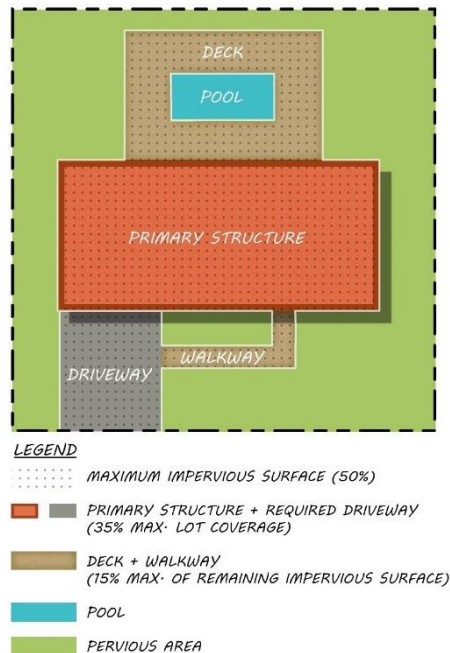 DECK
POOL
PRIMARY STRUCTURE
WALKWAY
DRIVEWAY
LEGEND
MAXIMUM IMPERVIOUS SURFACE (50%)
PRIMARY STRUCTURE + REQUIRED DRIVEWAY
(35% MAX. LOT COVERAGE)
DECK + WALKWAY
(15% MAX. OF REMAINING IMPERVIOUS SURFACE)
POOL
PERVIOUS AREA